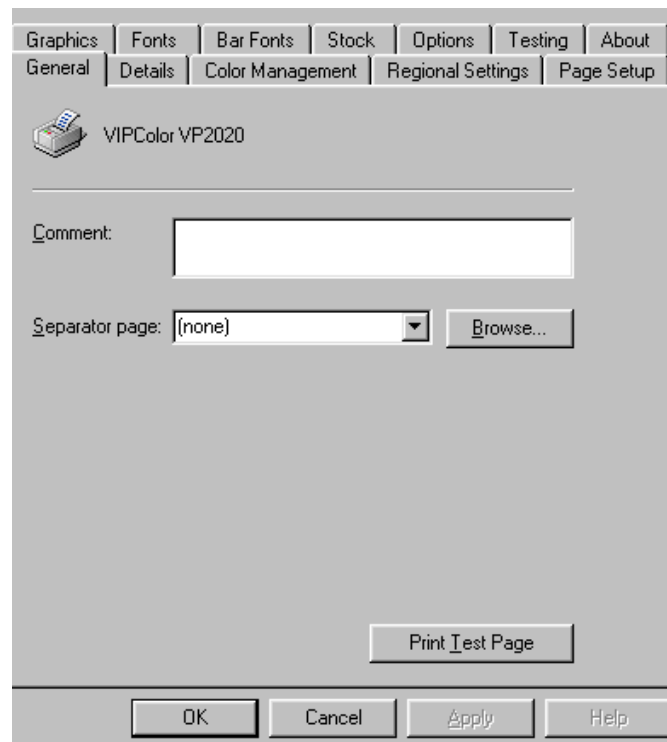 Graphics Fonts Bar Fonts Stock Options Testing About
General Details Color Management Regional Settings Page Setup
VIPColor VP2020
Comment:
Separator page: (none) Browse...
Print Test Page
OK Cancel Apply Help